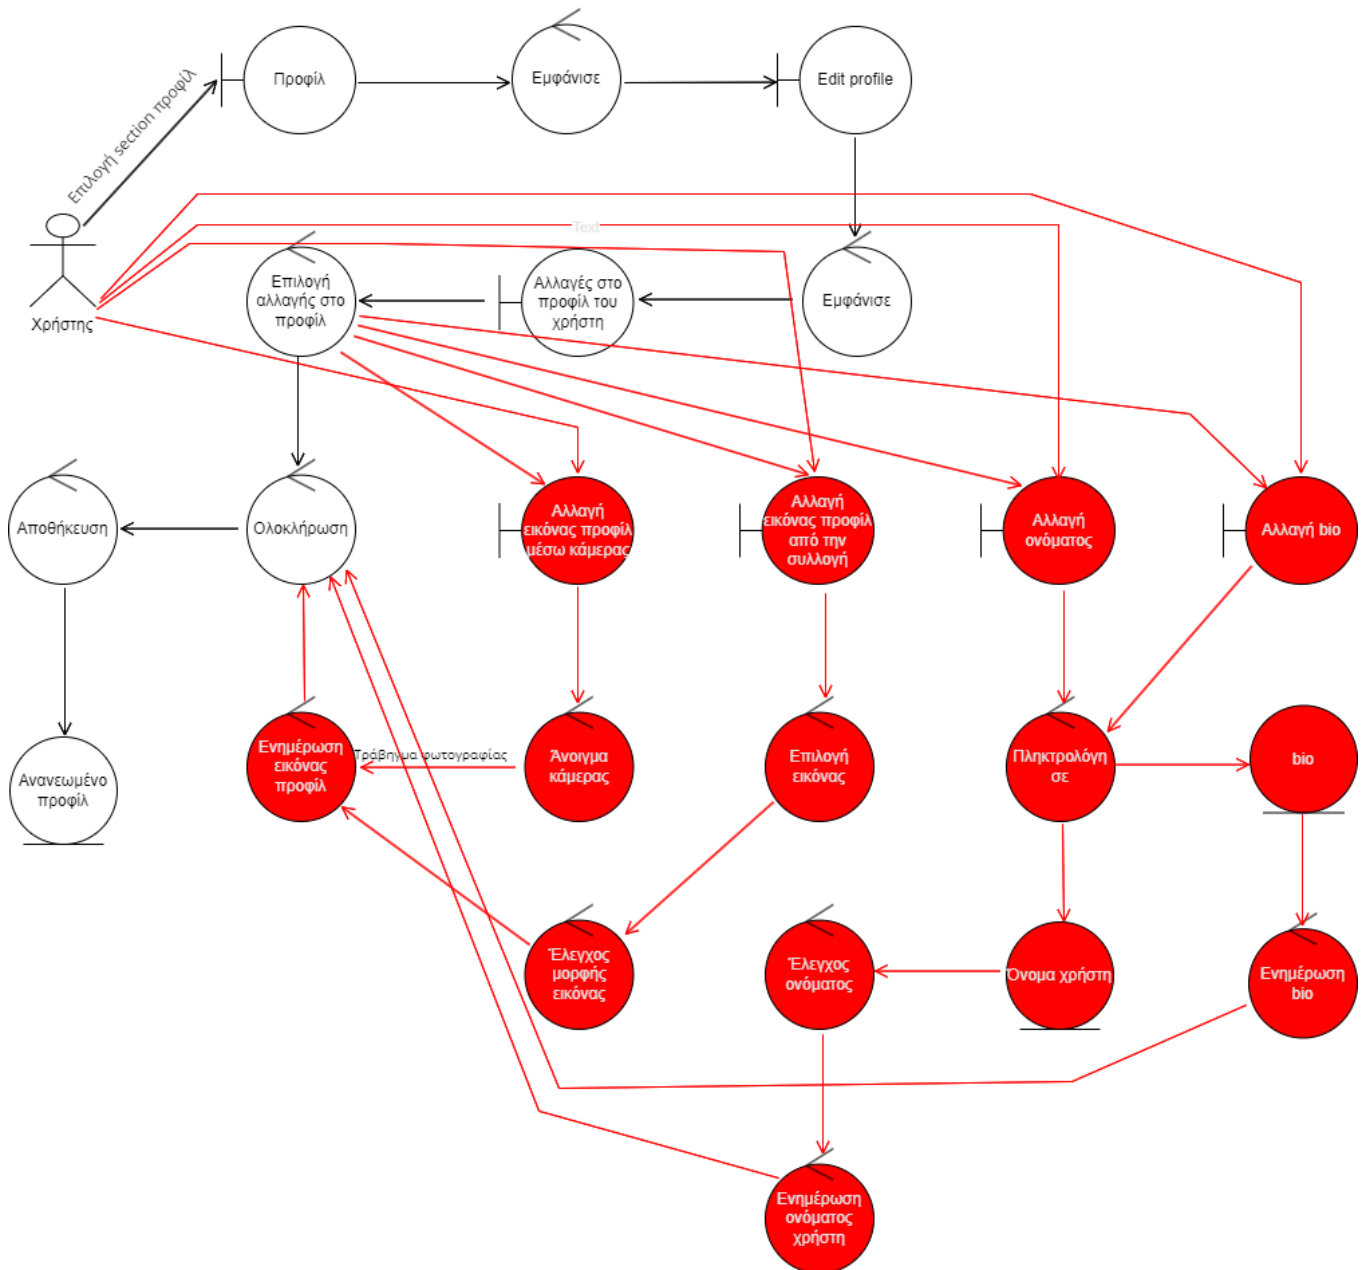 Προφίλ
Εμφάνισε
Edit profile
Επιλογή section προφίλ
Text
Χρήστης
Επιλογή
αλλαγής στο
προφίλ
Αλλαγές στο
προφίλ του
χρήστη
Εμφάνισε
Αποθήκευση
Ολοκλήρωση
Αλλαγή
εικόνας προφίλ
μέσω κάμερας
Αλλαγή
εικόνας προφίλ
από την
συλλογή
Αλλαγή
ονόματος
Αλλαγή bio
Ανανεωμένο
προφίλ
Ενημέρωση
εικόνας
προφίλ
Τράβηγμα φωτογραφίας
Άνοιγμα
κάμερας
Επιλογή
εικόνας
Πληκτρολόγη
σε
bio
Έλεγχος
μορφής
εικόνας
Έλεγχος
ονόματος
Όνομα χρήστη
Ενημέρωση
bio
Ενημέρωση
ονόματος
χρήστη